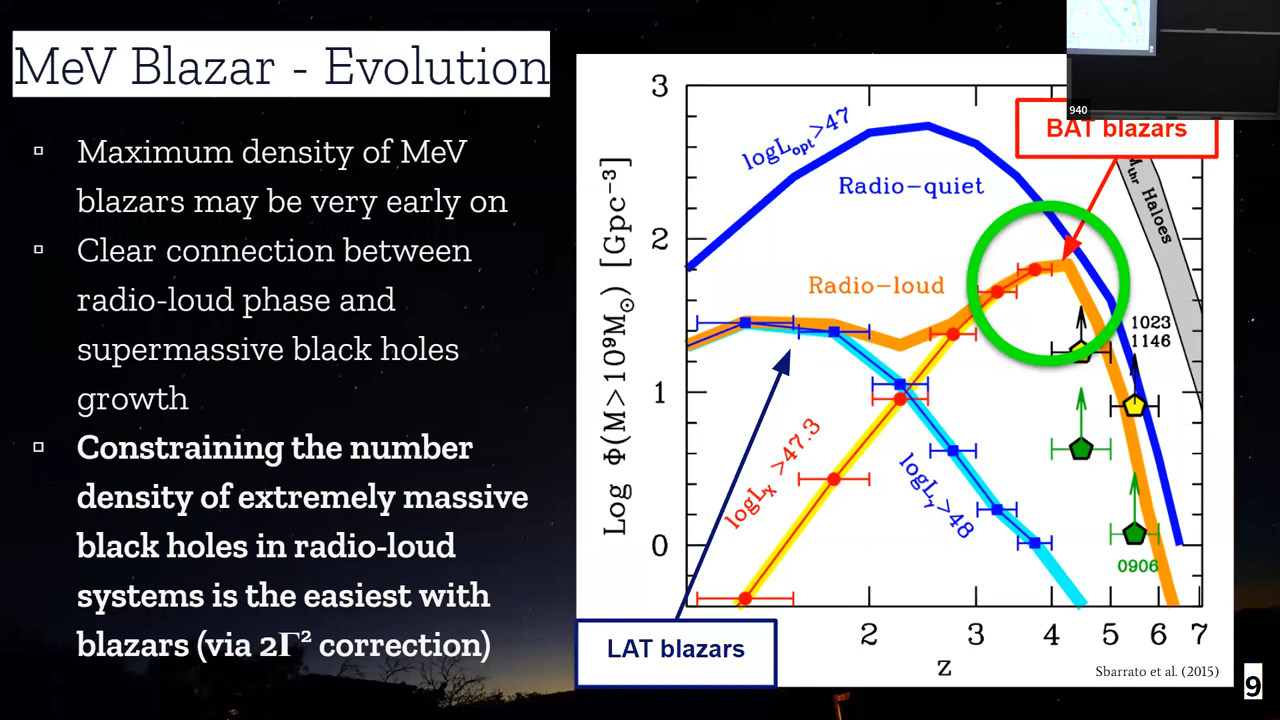 MeV Blazar - Evolution
▫ Maximum density of MeV
blazars may be very early on
▫ Clear connection between
radio-loud phase and
supermassive black holes
growth
▫ Constraining the number
density of extremely massive
black holes in radio-loud
systems is the easiest with
blazars (via 2Γ² correction)
940
BAT blazars
logL_opt>47
Radio-quiet
M_thr Haloes
Radio-loud
1023
1146
logL_X >47.3
logL_γ>48
0906
LAT blazars
Log Φ(M>10⁹M_⊙) [Gpc⁻³]
3
2
1
0
2 3 4 5 6 7
z
Sbarrato et al. (2015)
9